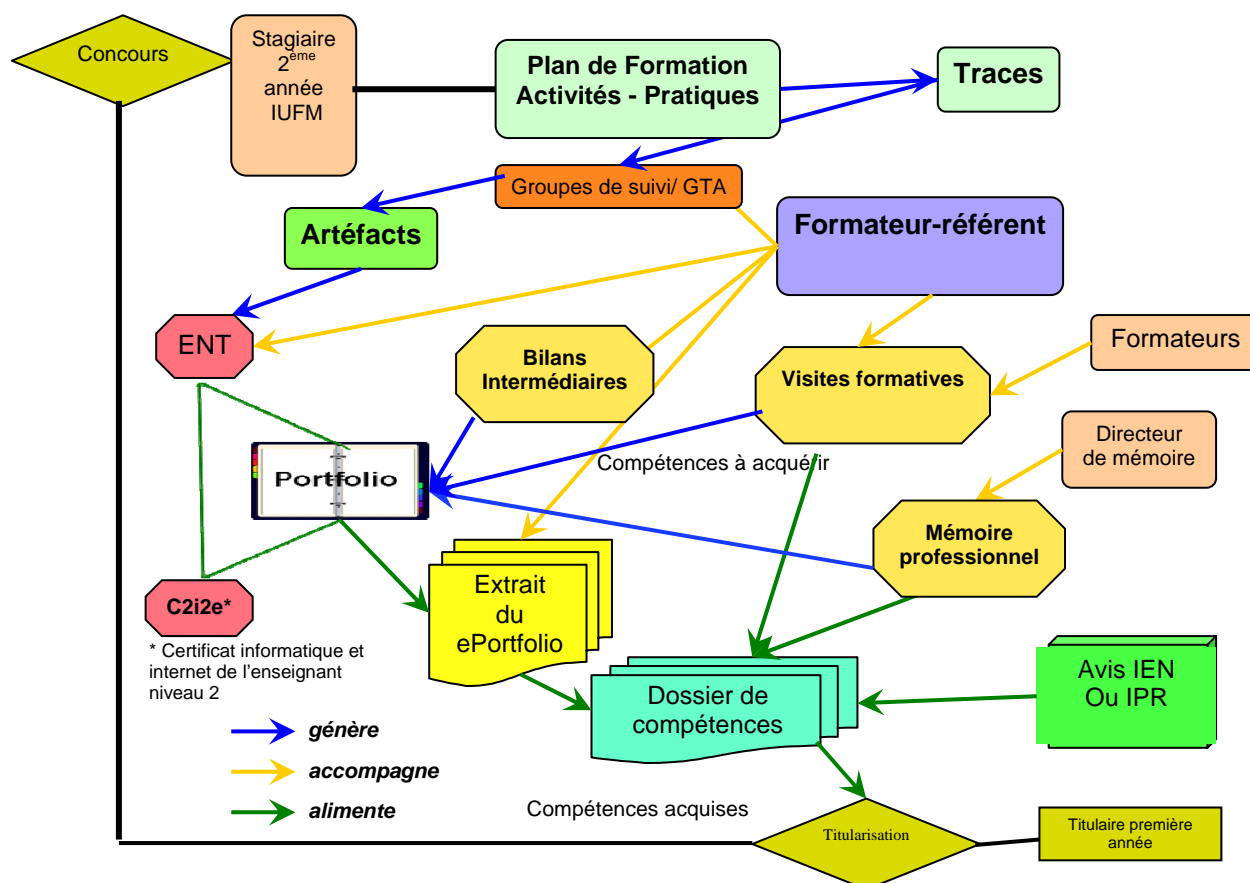 Concours
Stagiaire
2ème
année
IUFM
Plan de Formation
Activités - Pratiques
Traces
Groupes de suivi/ GTA
Artéfacts
Formateur-référent
ENT
Bilans
Intermédiaires
Visites formatives
Formateurs
Portfolio
Compétences à acquérir
Directeur
de mémoire
Mémoire
professionnel
Extrait
du
ePortfolio
C2i2e*
* Certificat informatique et
internet de l'enseignant
niveau 2
Dossier de
compétences
Avis IEN
Ou IPR
génère
accompagne
alimente
Compétences acquises
Titularisation
Titulaire première
année